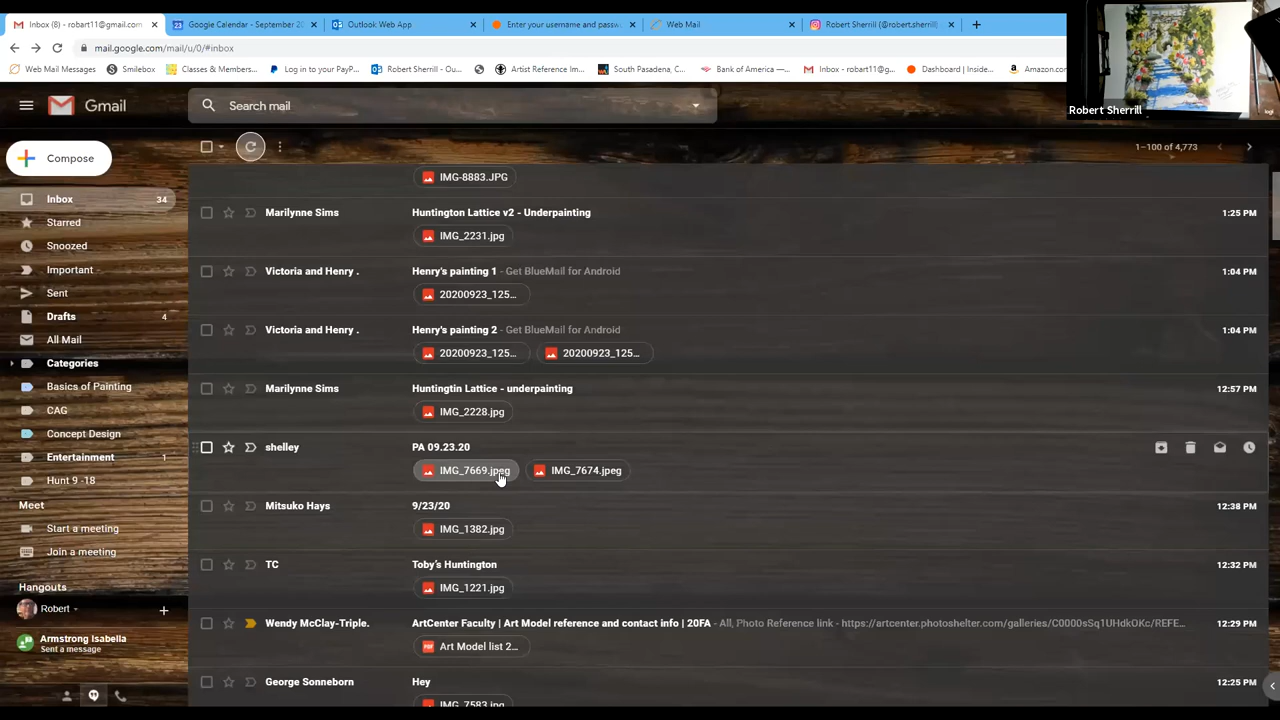 Inbox (8) - robart11@gmail.com
Google Calendar - September 20
Outlook Web App
Enter your username and passw
Web Mail
Robert Sherrill (@robert.sherrill
mail.google.com/mail/u/0/#inbox
Web Mail Messages
Smilebox
Classes & Members...
Log in to your PayP...
Robert Sherrill - Ou...
Artist Reference Im...
South Pasadena, C...
Bank of America —...
Inbox - robart11@g...
Dashboard | Inside...
Amazon.com
Robert Sherrill
Gmail
Search mail
Compose
1–100 of 4,773
IMG-8883.JPG
Inbox 34
Starred
Snoozed
Important
Sent
Drafts 4
All Mail
Categories
Basics of Painting
CAG
Concept Design
Entertainment 1
Hunt 9 -18
Meet
Start a meeting
Join a meeting
Hangouts
Robert
Armstrong Isabella
Sent a message
Marilynne Sims Huntington Lattice v2 - Underpainting 1:25 PM
IMG_2231.jpg
Victoria and Henry . Henry's painting 1 - Get BlueMail for Android 1:04 PM
20200923_125...
Victoria and Henry . Henry's painting 2 - Get BlueMail for Android 1:04 PM
20200923_125... 20200923_125...
Marilynne Sims Huntingtin Lattice - underpainting 12:57 PM
IMG_2228.jpg
shelley PA 09.23.20
IMG_7669.jpeg IMG_7674.jpeg
Mitsuko Hays 9/23/20 12:38 PM
IMG_1382.jpg
TC Toby's Huntington 12:32 PM
IMG_1221.jpg
Wendy McClay-Triple. ArtCenter Faculty | Art Model reference and contact info | 20FA - All, Photo Reference link - https://artcenter.photoshelter.com/galleries/C0000sSq1UHdkOKc/REFE... 12:29 PM
PDF Art Model list 2...
George Sonneborn Hey 12:25 PM
IMG_7583.jpg